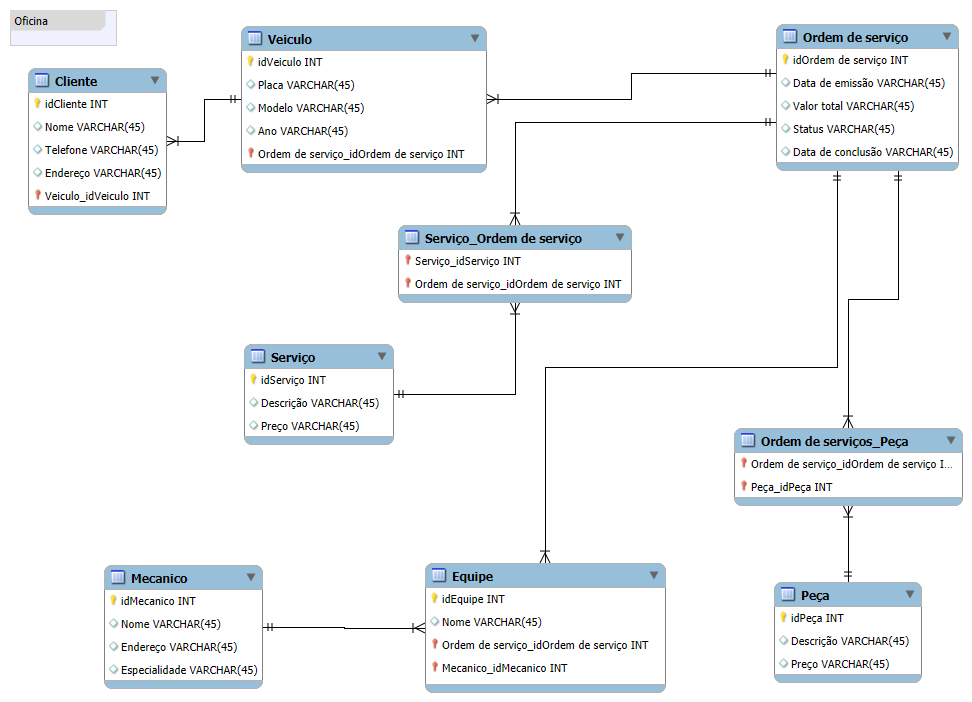 Oficina
Cliente
idCliente INT
Nome VARCHAR(45)
Telefone VARCHAR(45)
Endereço VARCHAR(45)
Veiculo_idVeiculo INT
Veiculo
idVeiculo INT
Placa VARCHAR(45)
Modelo VARCHAR(45)
Ano VARCHAR(45)
Ordem de serviço_idOrdem de serviço INT
Ordem de serviço
idOrdem de serviço INT
Data de emissão VARCHAR(45)
Valor total VARCHAR(45)
Status VARCHAR(45)
Data de conclusão VARCHAR(45)
Serviço_Ordem de serviço
Serviço_idServiço INT
Ordem de serviço_idOrdem de serviço INT
Serviço
idServiço INT
Descrição VARCHAR(45)
Preço VARCHAR(45)
Ordem de serviços_Peça
Ordem de serviço_idOrdem de serviço I...
Peça_idPeça INT
Mecanico
idMecanico INT
Nome VARCHAR(45)
Endereço VARCHAR(45)
Especialidade VARCHAR(45)
Equipe
idEquipe INT
Nome VARCHAR(45)
Ordem de serviço_idOrdem de serviço INT
Mecanico_idMecanico INT
Peça
idPeça INT
Descrição VARCHAR(45)
Preço VARCHAR(45)